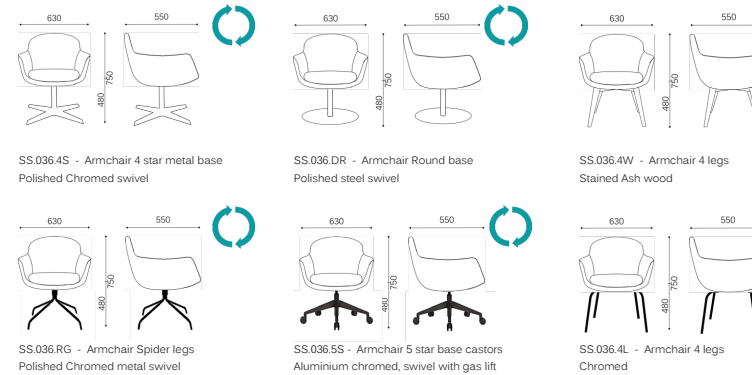 630 550 630 550 630 550
750 480 750 480 750 480
SS.036.4S - Armchair 4 star metal base
Polished Chromed swivel
SS.036.DR - Armchair Round base
Polished steel swivel
SS.036.4W - Armchair 4 legs
Stained Ash wood
630 550 630 550 630 550
750 480 750 480 750 480
SS.036.RG - Armchair Spider legs
Polished Chromed metal swivel
SS.036.5S - Armchair 5 star base castors
Aluminium chromed, swivel with gas lift
SS.036.4L - Armchair 4 legs
Chromed